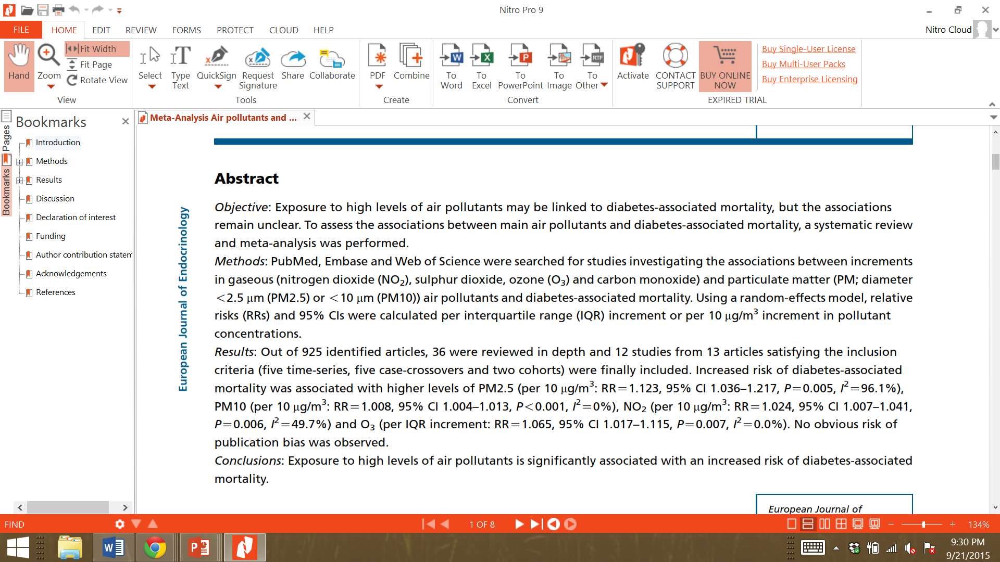 Nitro Pro 9
FILE
HOME
EDIT
REVIEW
FORMS
PROTECT
CLOUD
HELP
Nitro Cloud
Hand
Zoom
Fit Width
Fit Page
Rotate View
View
Select
Type
Text
QuickSign
Request
Signature
Share
Collaborate
Tools
PDF
Combine
Create
To
Word
To
Excel
To
PowerPoint
To
Image
To
Other
Convert
Activate
CONTACT
SUPPORT
BUY ONLINE
NOW
Buy Single-User License
Buy Multi-User Packs
Buy Enterprise Licensing
EXPIRED TRIAL
Pages
Bookmarks
Bookmarks
Introduction
Methods
Results
Discussion
Declaration of interest
Funding
Author contribution statem
Acknowledgements
References
Meta-Analysis Air pollutants and ...
European Journal of Endocrinology
Abstract
Objective: Exposure to high levels of air pollutants may be linked to diabetes-associated mortality, but the associations
remain unclear. To assess the associations between main air pollutants and diabetes-associated mortality, a systematic review
and meta-analysis was performed.
Methods: PubMed, Embase and Web of Science were searched for studies investigating the associations between increments
in gaseous (nitrogen dioxide (NO₂), sulphur dioxide, ozone (O₃) and carbon monoxide) and particulate matter (PM; diameter
<2.5 μm (PM2.5) or <10 μm (PM10)) air pollutants and diabetes-associated mortality. Using a random-effects model, relative
risks (RRs) and 95% CIs were calculated per interquartile range (IQR) increment or per 10 μg/m³ increment in pollutant
concentrations.
Results: Out of 925 identified articles, 36 were reviewed in depth and 12 studies from 13 articles satisfying the inclusion
criteria (five time-series, five case-crossovers and two cohorts) were finally included. Increased risk of diabetes-associated
mortality was associated with higher levels of PM2.5 (per 10 μg/m³: RR=1.123, 95% CI 1.036–1.217, P=0.005, I²=96.1%),
PM10 (per 10 μg/m³: RR=1.008, 95% CI 1.004–1.013, P<0.001, I²=0%), NO₂ (per 10 μg/m³: RR=1.024, 95% CI 1.007–1.041,
P=0.006, I²=49.7%) and O₃ (per IQR increment: RR=1.065, 95% CI 1.017–1.115, P=0.007, I²=0.0%). No obvious risk of
publication bias was observed.
Conclusions: Exposure to high levels of air pollutants is significantly associated with an increased risk of diabetes-associated
mortality.
European Journal of
FIND
1 OF 8
134%
9:30 PM
9/21/2015